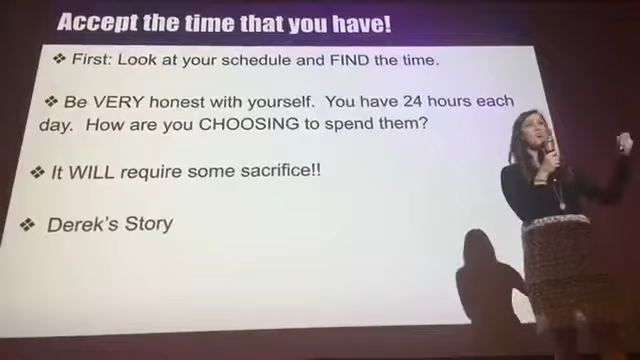 Accept the time that you have!
❖ First: Look at your schedule and FIND the time.
❖ Be VERY honest with yourself. You have 24 hours each
day. How are you CHOOSING to spend them?
❖ It WILL require some sacrifice!!
❖ Derek's Story